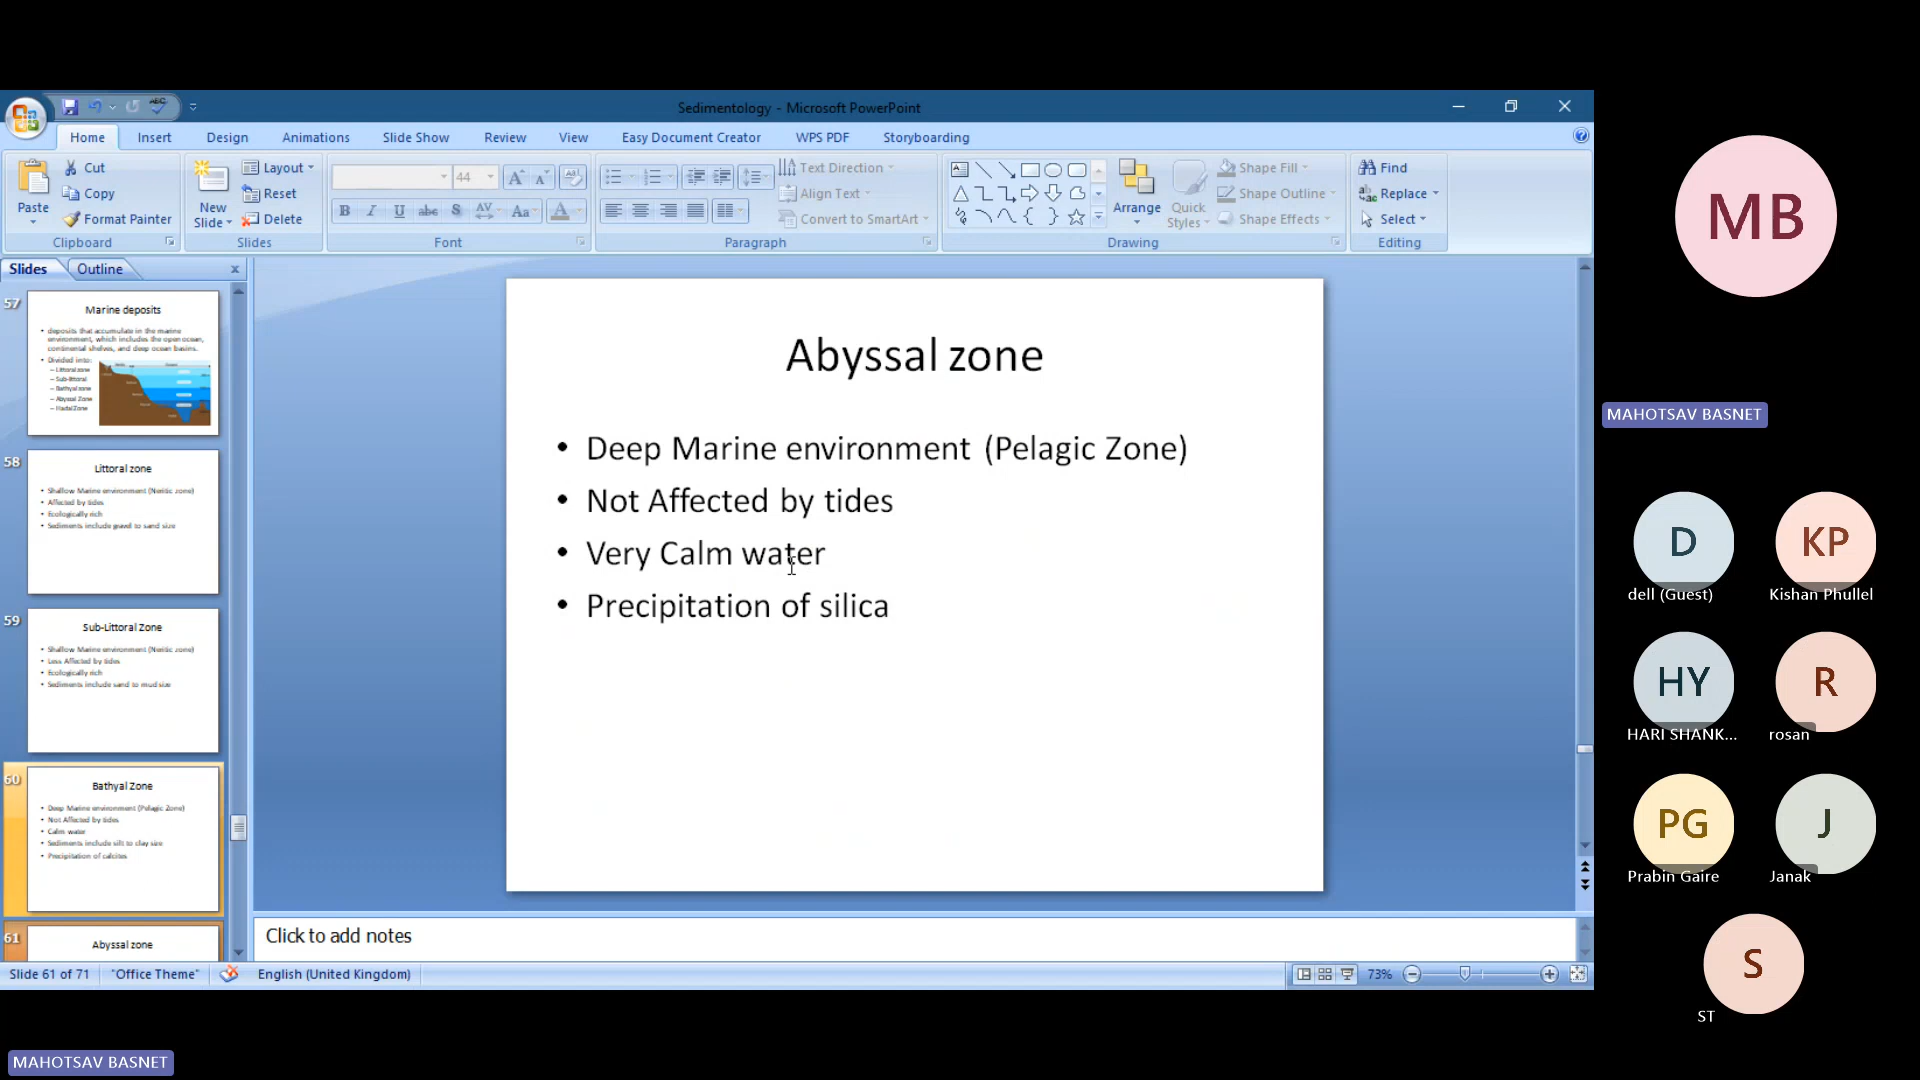 Sedimentology - Microsoft PowerPoint
Home Insert Design Animations Slide Show Review View Easy Document Creator WPS PDF Storyboarding
Paste
Cut
Copy
Format Painter
Clipboard
New Slide
Layout
Reset
Delete
Slides
44
Font
Text Direction
Align Text
Convert to SmartArt
Paragraph
Arrange
Quick Styles
Shape Fill
Shape Outline
Shape Effects
Drawing
Find
Replace
Select
Editing
Slides Outline
57
Marine deposits
• deposits that accumulate in the marine
environment, which includes the open ocean,
continental shelves, and deep ocean basins.
• Divided into:
– Littoral zone
– Sub-littoral
– Bathyal zone
– Abyssal Zone
– Hadal Zone
58
Littoral zone
• Shallow Marine environment (Neritic zone)
• Affected by tides
• Ecologically rich
• Sediments include gravel to sand size
59
Sub-Littoral Zone
• Shallow Marine environment (Neritic zone)
• Less Affected by tides
• Ecologically rich
• Sediments include sand to mud size
60
Bathyal Zone
• Deep Marine environment (Pelagic Zone)
• Not Affected by tides
• Calm water
• Sediments include silt to clay size
• Precipitation of calcites
61
Abyssal zone
Abyssal zone
• Deep Marine environment (Pelagic Zone)
• Not Affected by tides
• Very Calm water
• Precipitation of silica
Click to add notes
Slide 61 of 71 "Office Theme" English (United Kingdom) 73%
MB
MAHOTSAV BASNET
D KP
dell (Guest) Kishan Phullel
HY R
HARI SHANK... rosan
PG J
Prabin Gaire Janak
S
ST
MAHOTSAV BASNET